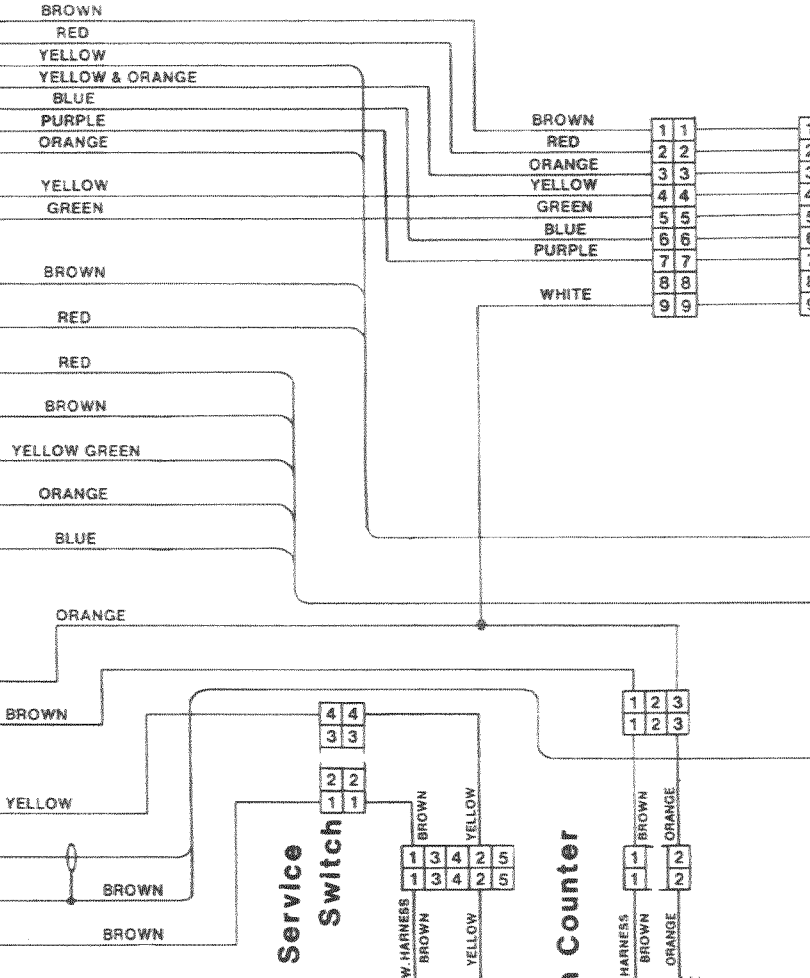 BROWN
RED
YELLOW
YELLOW & ORANGE
BLUE
PURPLE
ORANGE
YELLOW
GREEN
BROWN
RED
RED
BROWN
YELLOW GREEN
ORANGE
BLUE
BROWN 1 1
RED 2 2
ORANGE 3 3
YELLOW 4 4
GREEN 5 5
BLUE 6 6
PURPLE 7 7
8 8
WHITE 9 9
ORANGE
BROWN
YELLOW
BROWN
BROWN
4 4
3 3
2 2
1 1
Service
Switch
BROWN
YELLOW
1 3 4 2 5
1 3 4 2 5
W.HARNESS
BROWN
YELLOW
1 2 3
1 2 3
Counter
BROWN
ORANGE
1 2
1 2
HARNESS
BROWN
ORANGE